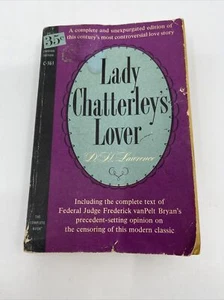 35¢
C-361
A complete and unexpurgated edition of
this century's most controversial love story
Lady
Chatterley's
Lover
D. H. Lawrence
Including the complete text of
Federal Judge Frederick vanPelt Bryan's
precedent-setting opinion on
the censoring of this modern classic